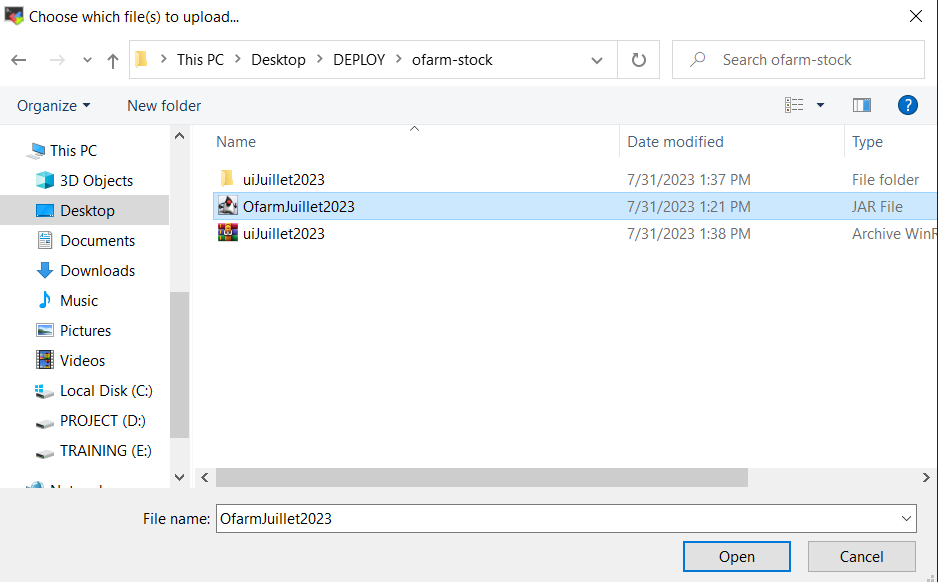 Choose which file(s) to upload...
This PC Desktop DEPLOY ofarm-stock Search ofarm-stock
Organize New folder ?
Name Date modified Type
This PC
3D Objects
Desktop
Documents
Downloads
Music
Pictures
Videos
Local Disk (C:)
PROJECT (D:)
TRAINING (E:)
uiJuillet2023 7/31/2023 1:37 PM File folder
OfarmJuillet2023 7/31/2023 1:21 PM JAR File
uiJuillet2023 7/31/2023 1:38 PM Archive WinR
File name: OfarmJuillet2023
Open Cancel